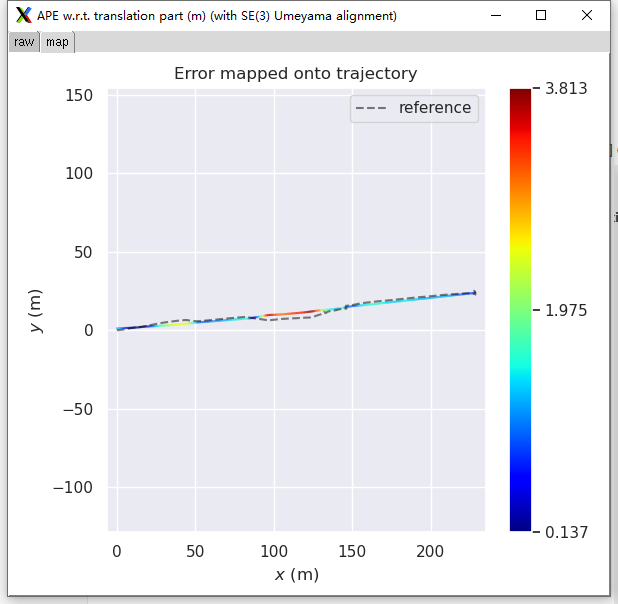 APE w.r.t. translation part (m) (with SE(3) Umeyama alignment)
raw map
Error mapped onto trajectory
reference
150
100
50
0
−50
−100
y (m)
0 50 100 150 200
x (m)
3.813
1.975
0.137